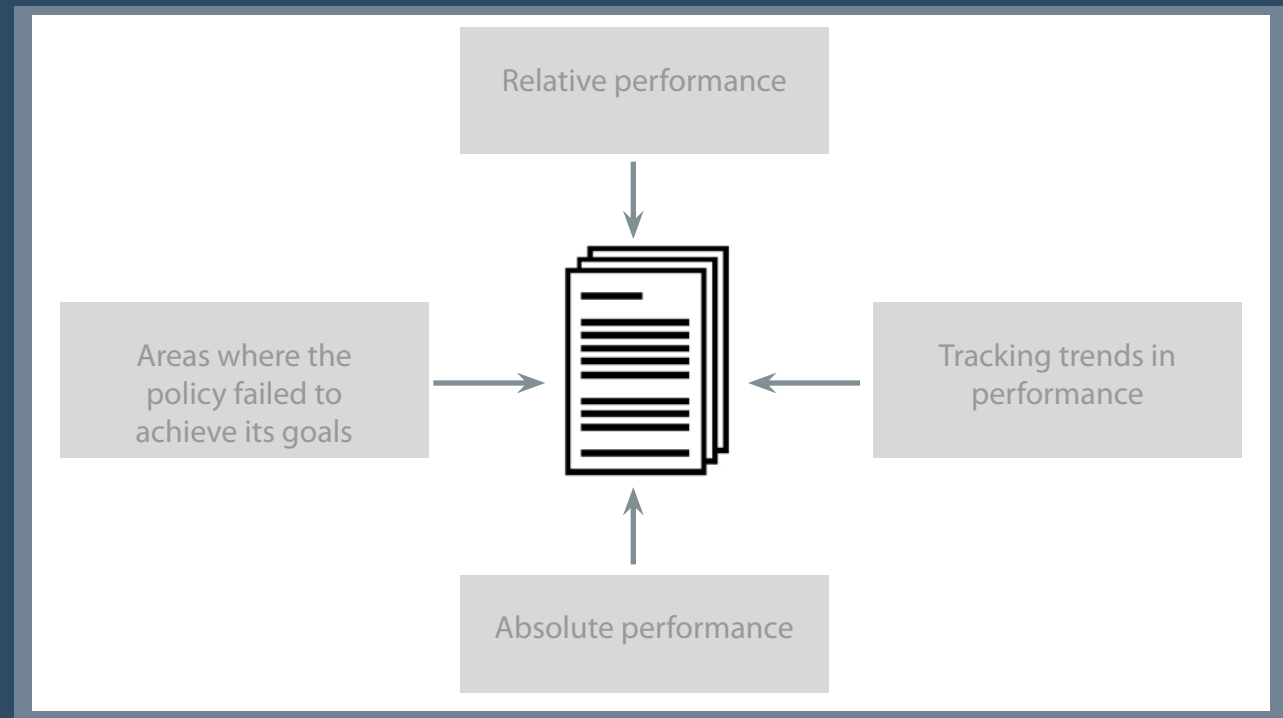 Relative performance
Areas where the
policy failed to
achieve its goals
Tracking trends in
performance
Absolute performance